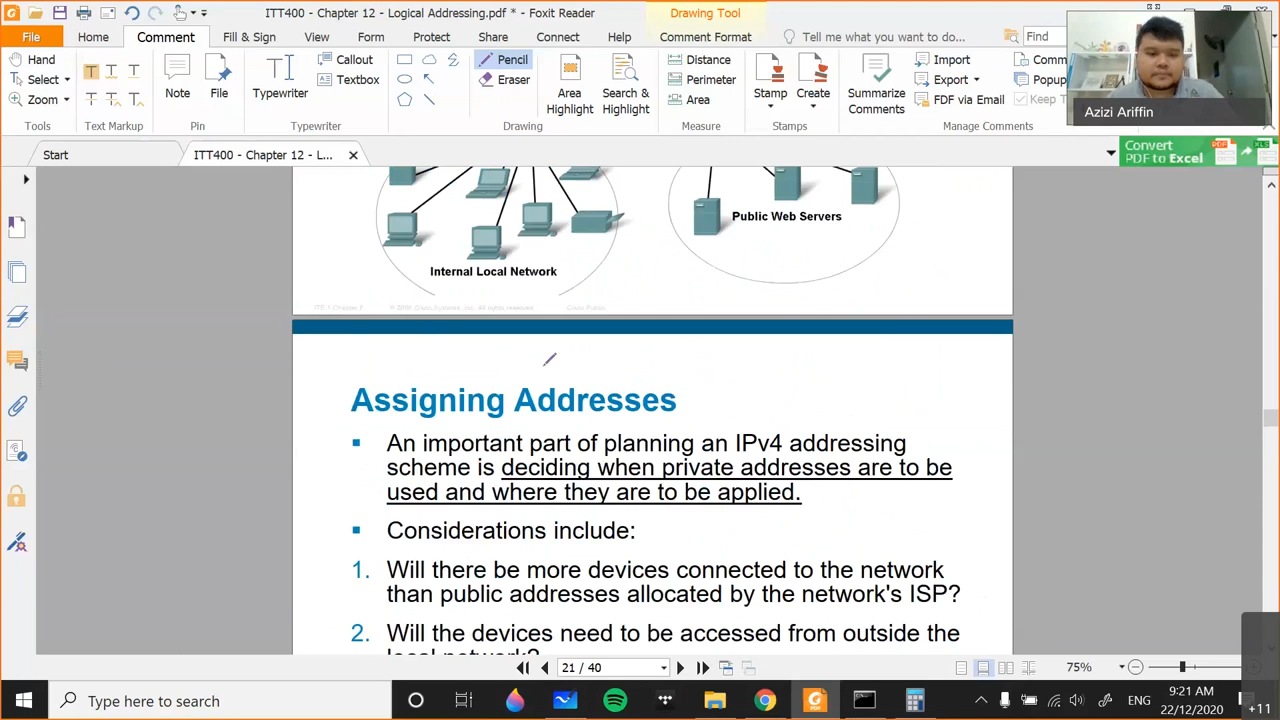 ITT400 - Chapter 12 - Logical Addressing.pdf * - Foxit Reader
Drawing Tool
File
Home
Comment
Fill & Sign
View
Form
Protect
Share
Connect
Help
Comment Format
Tell me what you want to do...
Find
Hand
Select
Zoom
Tools
Text Markup
Note
File
Pin
Typewriter
Callout
Textbox
Typewriter
Pencil
Eraser
Drawing
Area
Highlight
Search &
Highlight
Distance
Perimeter
Area
Measure
Stamp
Create
Stamps
Summarize
Comments
Import
Export
FDF via Email
Comm
Popup
Keep T
Manage Comments
Azizi Ariffin
Start
ITT400 - Chapter 12 - L...
Convert
PDF to Excel
Internal Local Network
Public Web Servers
Assigning Addresses
An important part of planning an IPv4 addressing
scheme is deciding when private addresses are to be
used and where they are to be applied.
Considerations include:
1. Will there be more devices connected to the network
than public addresses allocated by the network's ISP?
2. Will the devices need to be accessed from outside the
local network?
21 / 40
75%
Type here to search
ENG
9:21 AM
22/12/2020
+11